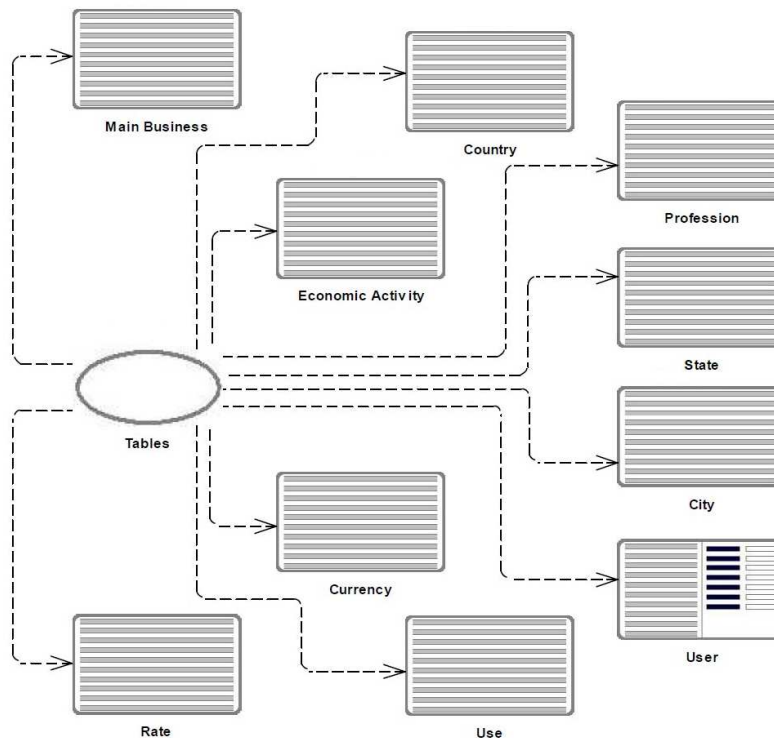 Main Business
Country
Profession
Economic Activity
State
Tables
City
Currency
User
Rate
Use